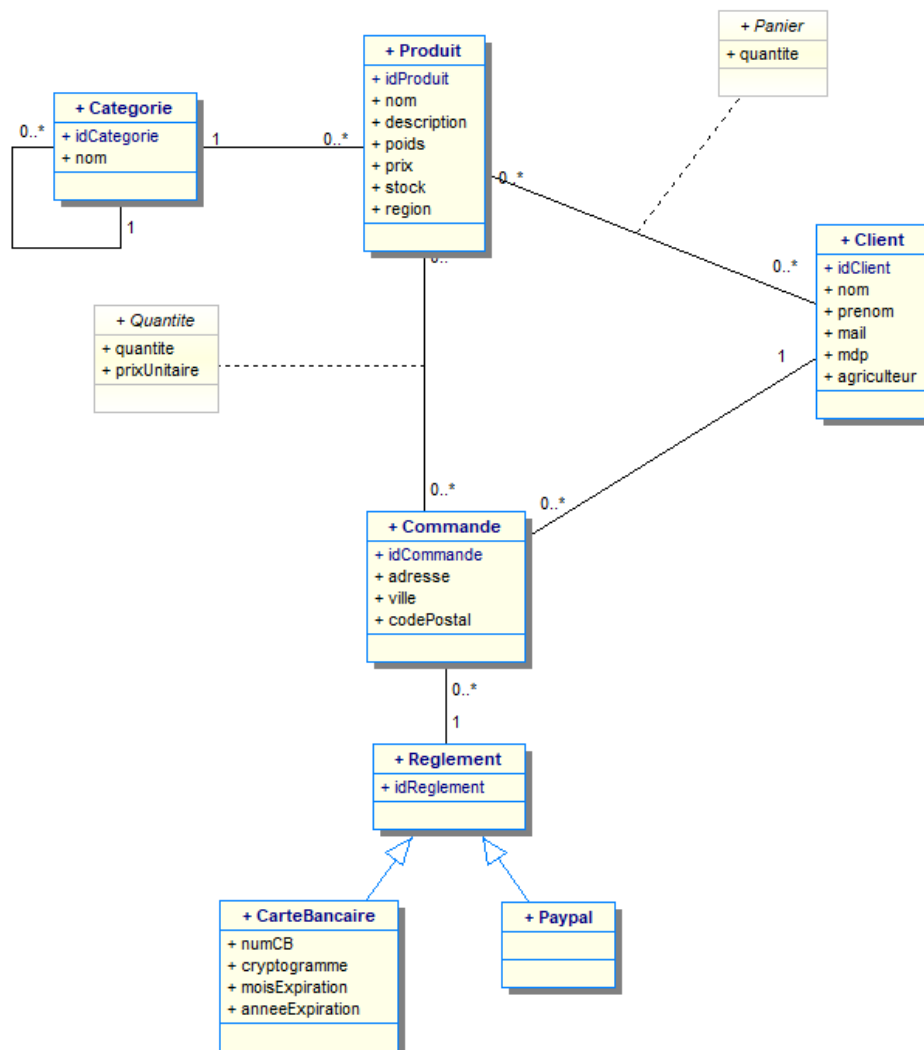 + Panier
+ quantite
+ Produit
+ idProduit
+ nom
+ description
+ poids
+ prix
+ stock
+ region
+ Categorie
+ idCategorie
+ nom
0..*
1
1
0..*
0..*
0..*
+ Client
+ idClient
+ nom
+ prenom
+ mail
+ mdp
+ agriculteur
+ Quantite
+ quantite
+ prixUnitaire
1
0..*
0..*
+ Commande
+ idCommande
+ adresse
+ ville
+ codePostal
0..*
1
+ Reglement
+ idReglement
+ CarteBancaire
+ numCB
+ cryptogramme
+ moisExpiration
+ anneeExpiration
+ Paypal